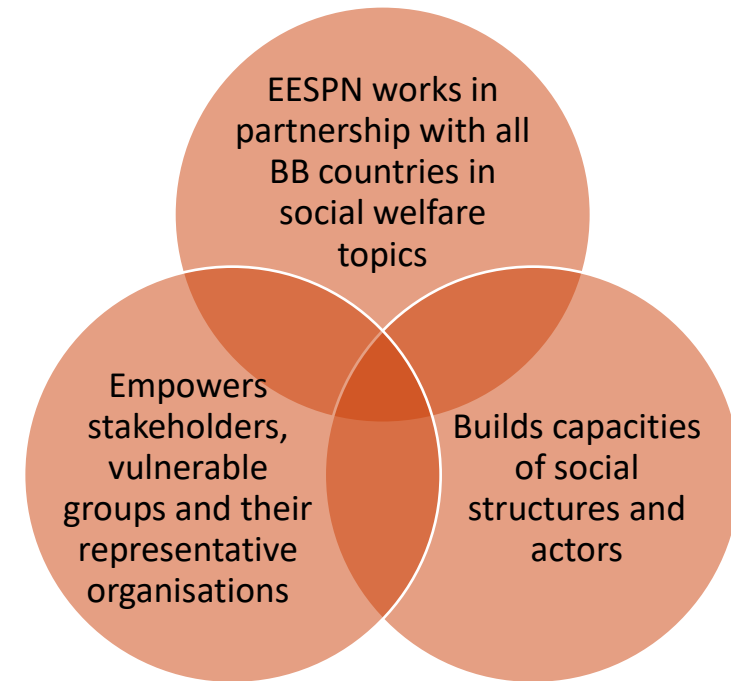 EESPN works in
partnership with all
BB countries in
social welfare
topics
Empowers
stakeholders,
vulnerable
groups and their
representative
organisations
Builds capacities
of social
structures and
actors